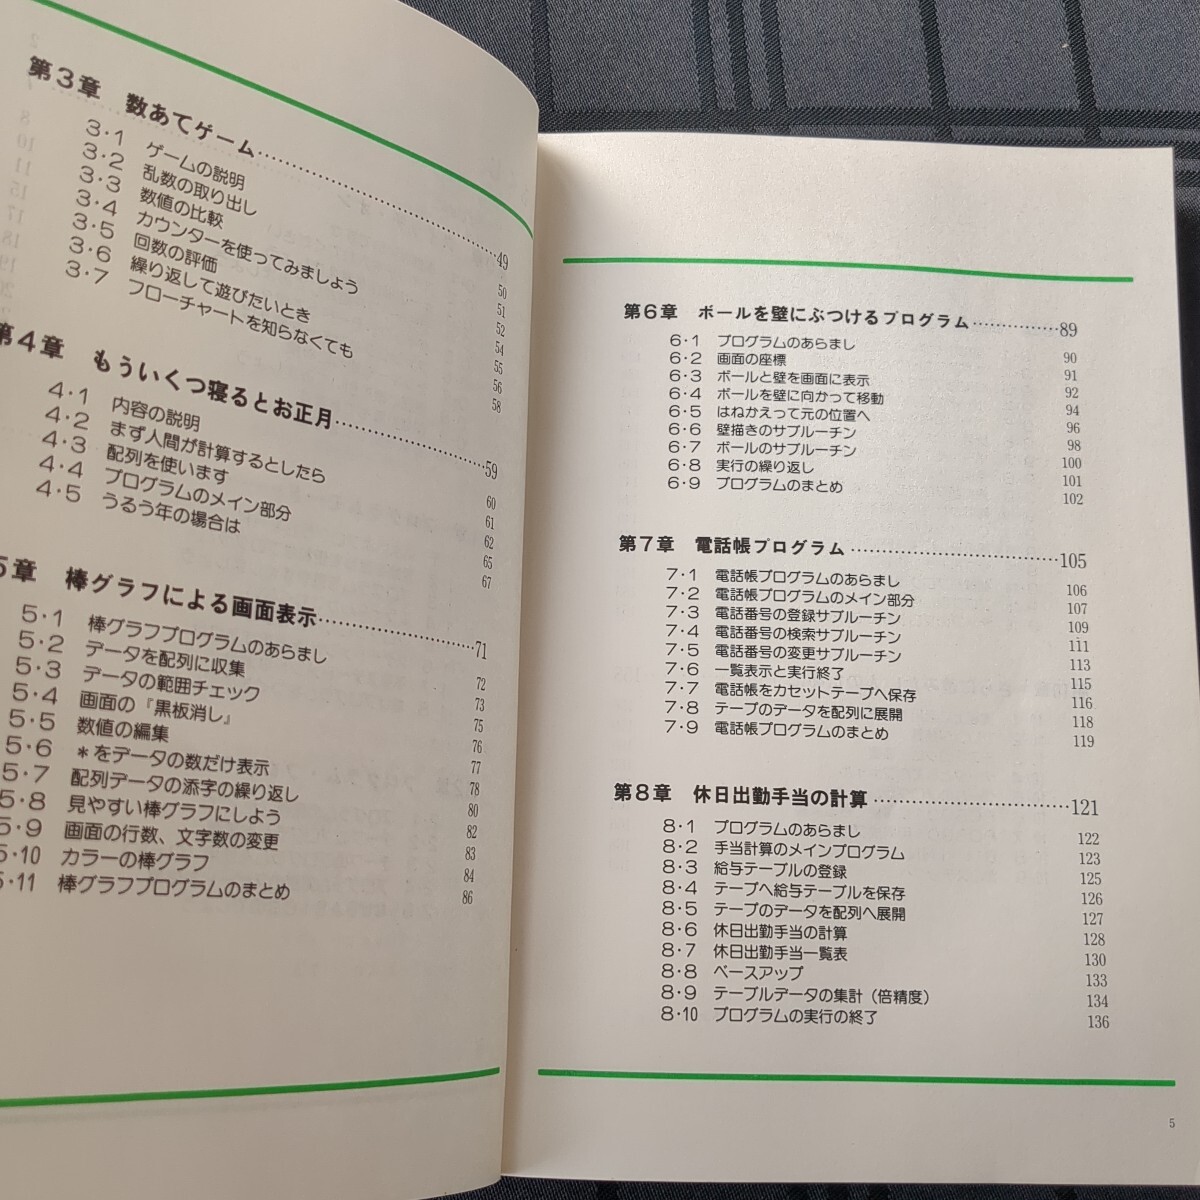 第3章 数あてゲーム……………49
3・1 ゲームの説明 50
3・2 乱数の取り出し 51
3・3 数値の比較 52
3・4 カウンターを使ってみましょう 54
3・5 回数の評価 55
3・6 繰り返して遊びたいとき 56
3・7 フローチャートを知らなくても 58
第4章 もういくつ寝るとお正月……………59
4・1 内容の説明 60
4・2 まず人間が計算するとしたら 61
4・3 配列を使います 62
4・4 プログラムのメイン部分 65
4・5 うるう年の場合は 67
5章 棒グラフによる画面表示……………71
5・1 棒グラフプログラムのあらまし 72
5・2 データを配列に収集 73
5・3 データの範囲チェック 75
5・4 画面の『黒板消し』 76
5・5 数値の編集 77
5・6 *をデータの数だけ表示 78
5・7 配列データの添字の繰り返し 80
5・8 見やすい棒グラフにしよう 82
5・9 画面の行数、文字数の変更 83
5・10 カラーの棒グラフ 84
5・11 棒グラフプログラムのまとめ 86
第6章 ボールを壁にぶつけるプログラム……………89
6・1 プログラムのあらまし 90
6・2 画面の座標 91
6・3 ボールと壁を画面に表示 92
6・4 ボールを壁に向かって移動 94
6・5 はねかえって元の位置へ 96
6・6 壁描きのサブルーチン 98
6・7 ボールのサブルーチン 100
6・8 実行の繰り返し 101
6・9 プログラムのまとめ 102
第7章 電話帳プログラム……………105
7・1 電話帳プログラムのあらまし 106
7・2 電話帳プログラムのメイン部分 107
7・3 電話番号の登録サブルーチン 109
7・4 電話番号の検索サブルーチン 111
7・5 電話番号の変更サブルーチン 113
7・6 一覧表示と実行終了 115
7・7 電話帳をカセットテープへ保存 116
7・8 テープのデータを配列に展開 118
7・9 電話帳プログラムのまとめ 119
第8章 休日出勤手当の計算……………121
8・1 プログラムのあらまし 122
8・2 手当計算のメインプログラム 123
8・3 給与テーブルの登録 125
8・4 テープへ給与テーブルを保存 126
8・5 テープのデータを配列へ展開 127
8・6 休日出勤手当の計算 128
8・7 休日出勤手当一覧表 130
8・8 ベースアップ 133
8・9 テーブルデータの集計(倍精度) 134
8・10 プログラムの実行の終了 136
5